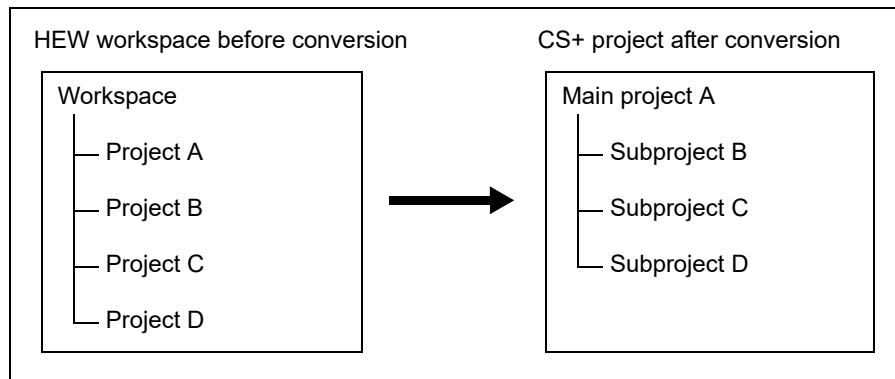 HEW workspace before conversion
Workspace
Project A
Project B
Project C
Project D
CS+ project after conversion
Main project A
Subproject B
Subproject C
Subproject D